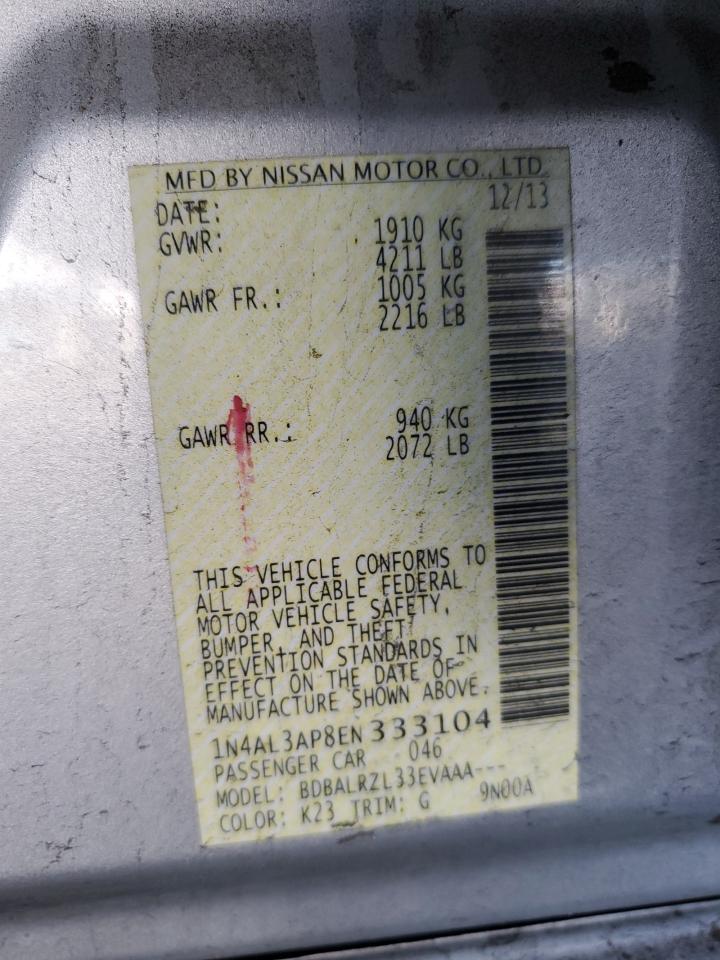 MFD BY NISSAN MOTOR CO., LTD.
DATE: 12/13
GVWR: 1910 KG
4211 LB
GAWR FR.: 1005 KG
2216 LB
GAWR RR.: 940 KG
2072 LB
THIS VEHICLE CONFORMS TO
ALL APPLICABLE FEDERAL
MOTOR VEHICLE SAFETY,
BUMPER, AND THEFT
PREVENTION STANDARDS IN
EFFECT ON THE DATE OF
MANUFACTURE SHOWN ABOVE.
1N4AL3AP8EN 333104
PASSENGER CAR 046
MODEL: BDBALRZL33EVAAA---
COLOR: K23 TRIM: G 9N00A